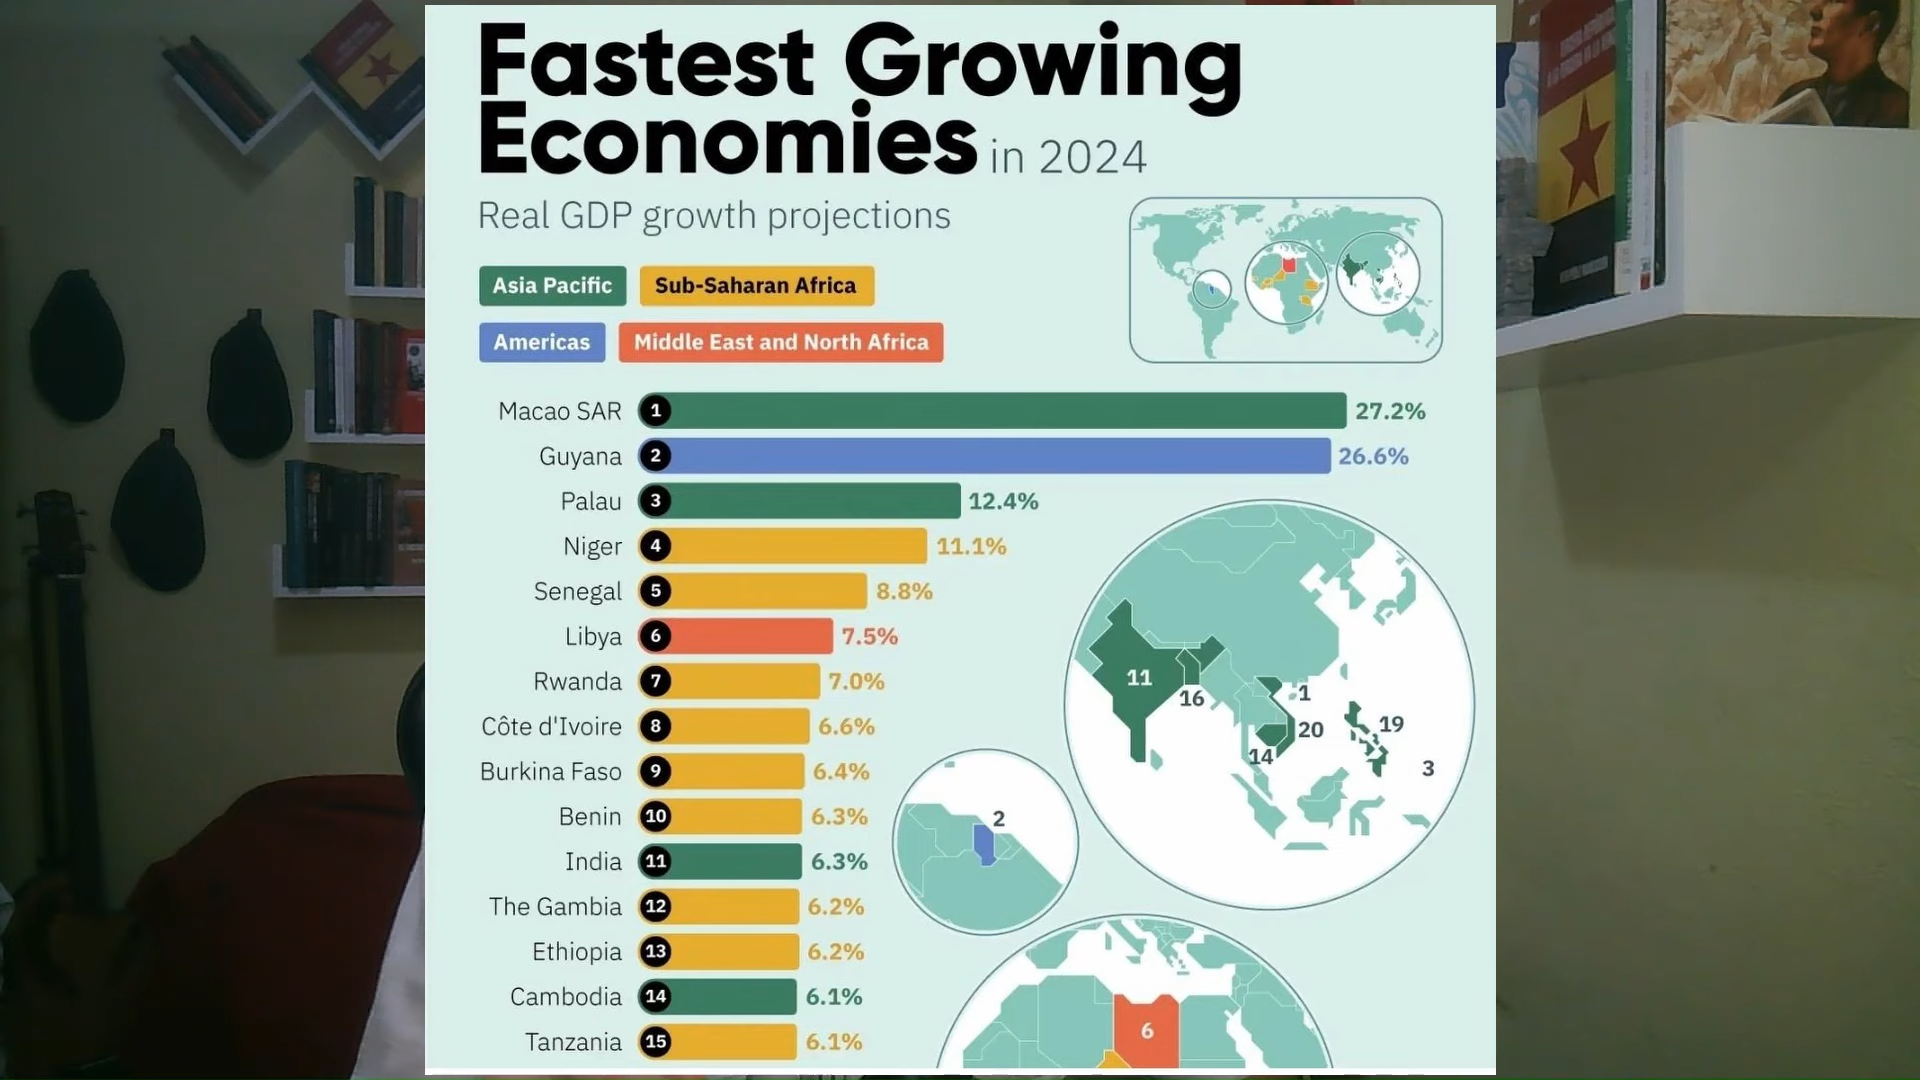 Fastest Growing
Economies in 2024
Real GDP growth projections
Asia Pacific
Sub-Saharan Africa
Americas
Middle East and North Africa
Macao SAR 1 27.2%
Guyana 2 26.6%
Palau 3 12.4%
Niger 4 11.1%
Senegal 5 8.8%
Libya 6 7.5%
Rwanda 7 7.0%
Côte d'Ivoire 8 6.6%
Burkina Faso 9 6.4%
Benin 10 6.3%
India 11 6.3%
The Gambia 12 6.2%
Ethiopia 13 6.2%
Cambodia 14 6.1%
Tanzania 15 6.1%
11
16
1
20
14
19
3
2
6